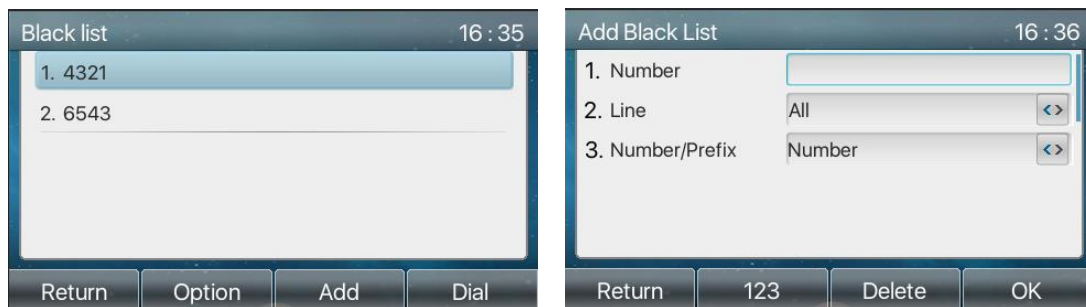 Black list 16 : 35
1. 4321
2. 6543
Return Option Add Dial
Add Black List 16 : 36
1. Number
2. Line All <>
3. Number/Prefix Number <>
Return 123 Delete OK